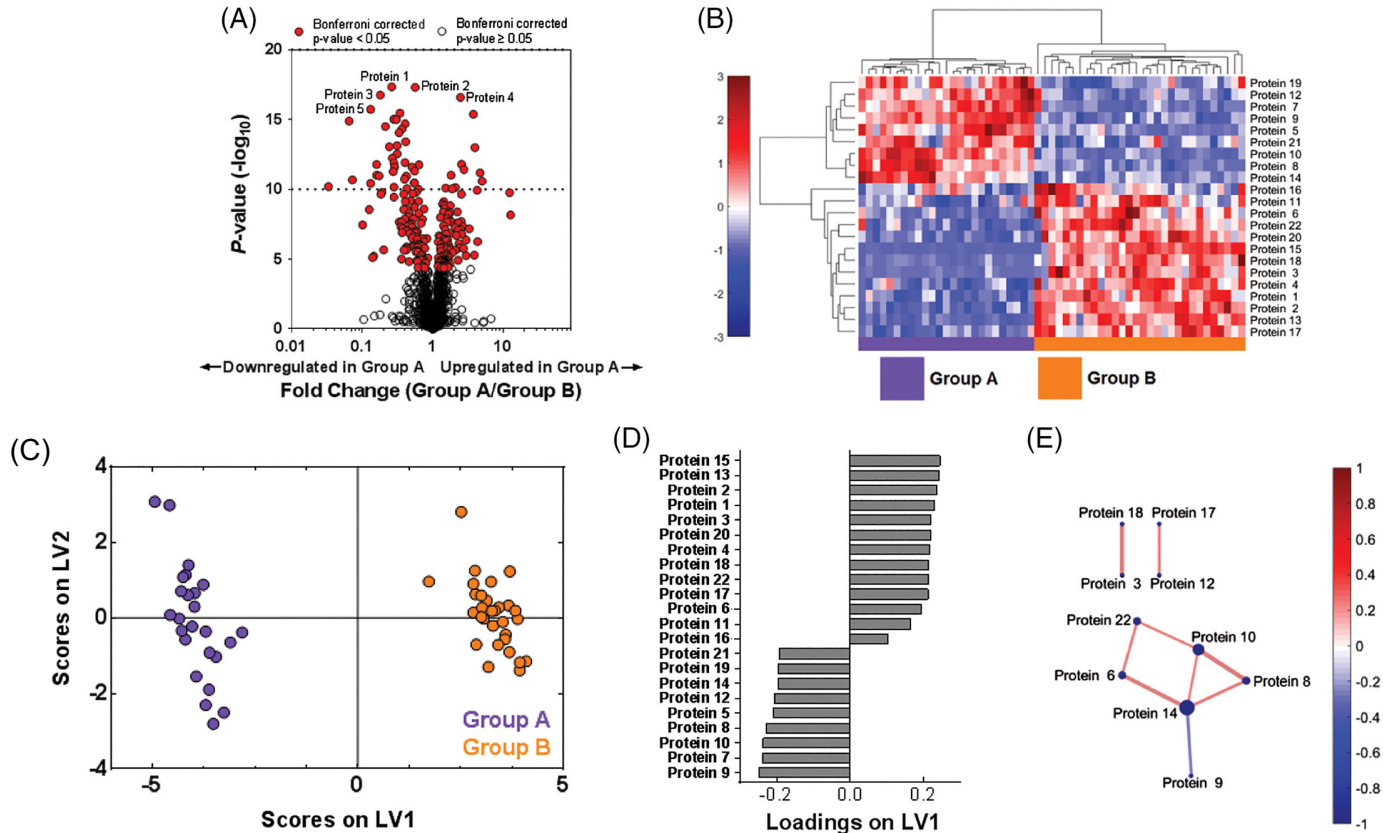 (A)
Bonferroni corrected p-value < 0.05
Bonferroni corrected p-value ≥ 0.05
20
15
10
5
0
P-value (-log10)
Protein 1
Protein 2
Protein 3
Protein 4
Protein 5
0.01
0.1
1
10
←Downregulated in Group A
Upregulated in Group A→
Fold Change (Group A/Group B)
(B)
3
2
1
0
-1
-2
-3
Protein 19
Protein 12
Protein 7
Protein 9
Protein 5
Protein 21
Protein 10
Protein 8
Protein 14
Protein 16
Protein 11
Protein 6
Protein 22
Protein 20
Protein 15
Protein 18
Protein 3
Protein 4
Protein 1
Protein 2
Protein 13
Protein 17
Group A
Group B
(C)
4
2
0
-2
-4
Scores on LV2
-5
0
5
Scores on LV1
Group A
Group B
(D)
Protein 15
Protein 13
Protein 2
Protein 1
Protein 3
Protein 20
Protein 4
Protein 18
Protein 22
Protein 17
Protein 6
Protein 11
Protein 16
Protein 21
Protein 19
Protein 14
Protein 12
Protein 5
Protein 8
Protein 10
Protein 7
Protein 9
-0.2
0.0
0.2
Loadings on LV1
(E)
Protein 18
Protein 17
Protein 3
Protein 12
Protein 22
Protein 10
Protein 6
Protein 8
Protein 14
Protein 9
1
0.8
0.6
0.4
0.2
0
-0.2
-0.4
-0.6
-0.8
-1